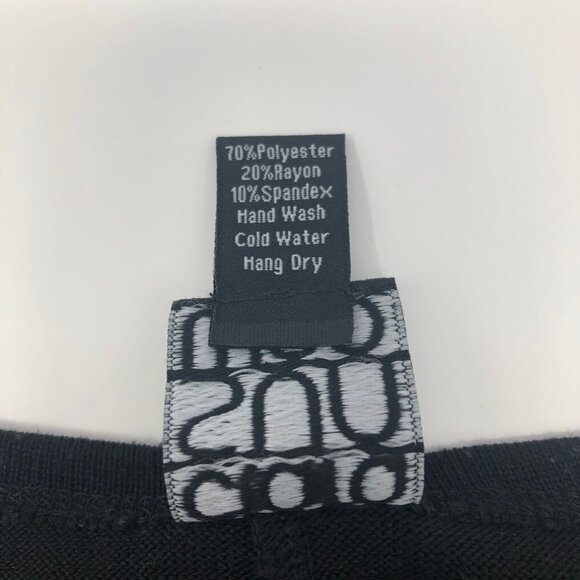 70%Polyester
20%Rayon
10%Spandex
Hand Wash
Cold Water
Hang Dry